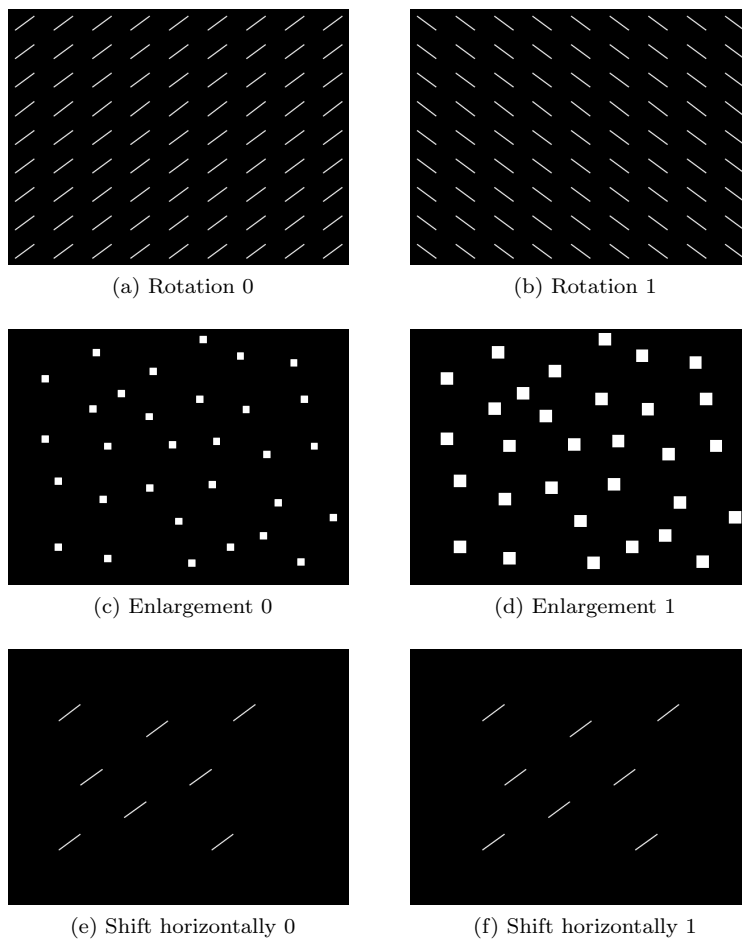 (a) Rotation 0
(b) Rotation 1
(c) Enlargement 0
(d) Enlargement 1
(e) Shift horizontally 0
(f) Shift horizontally 1